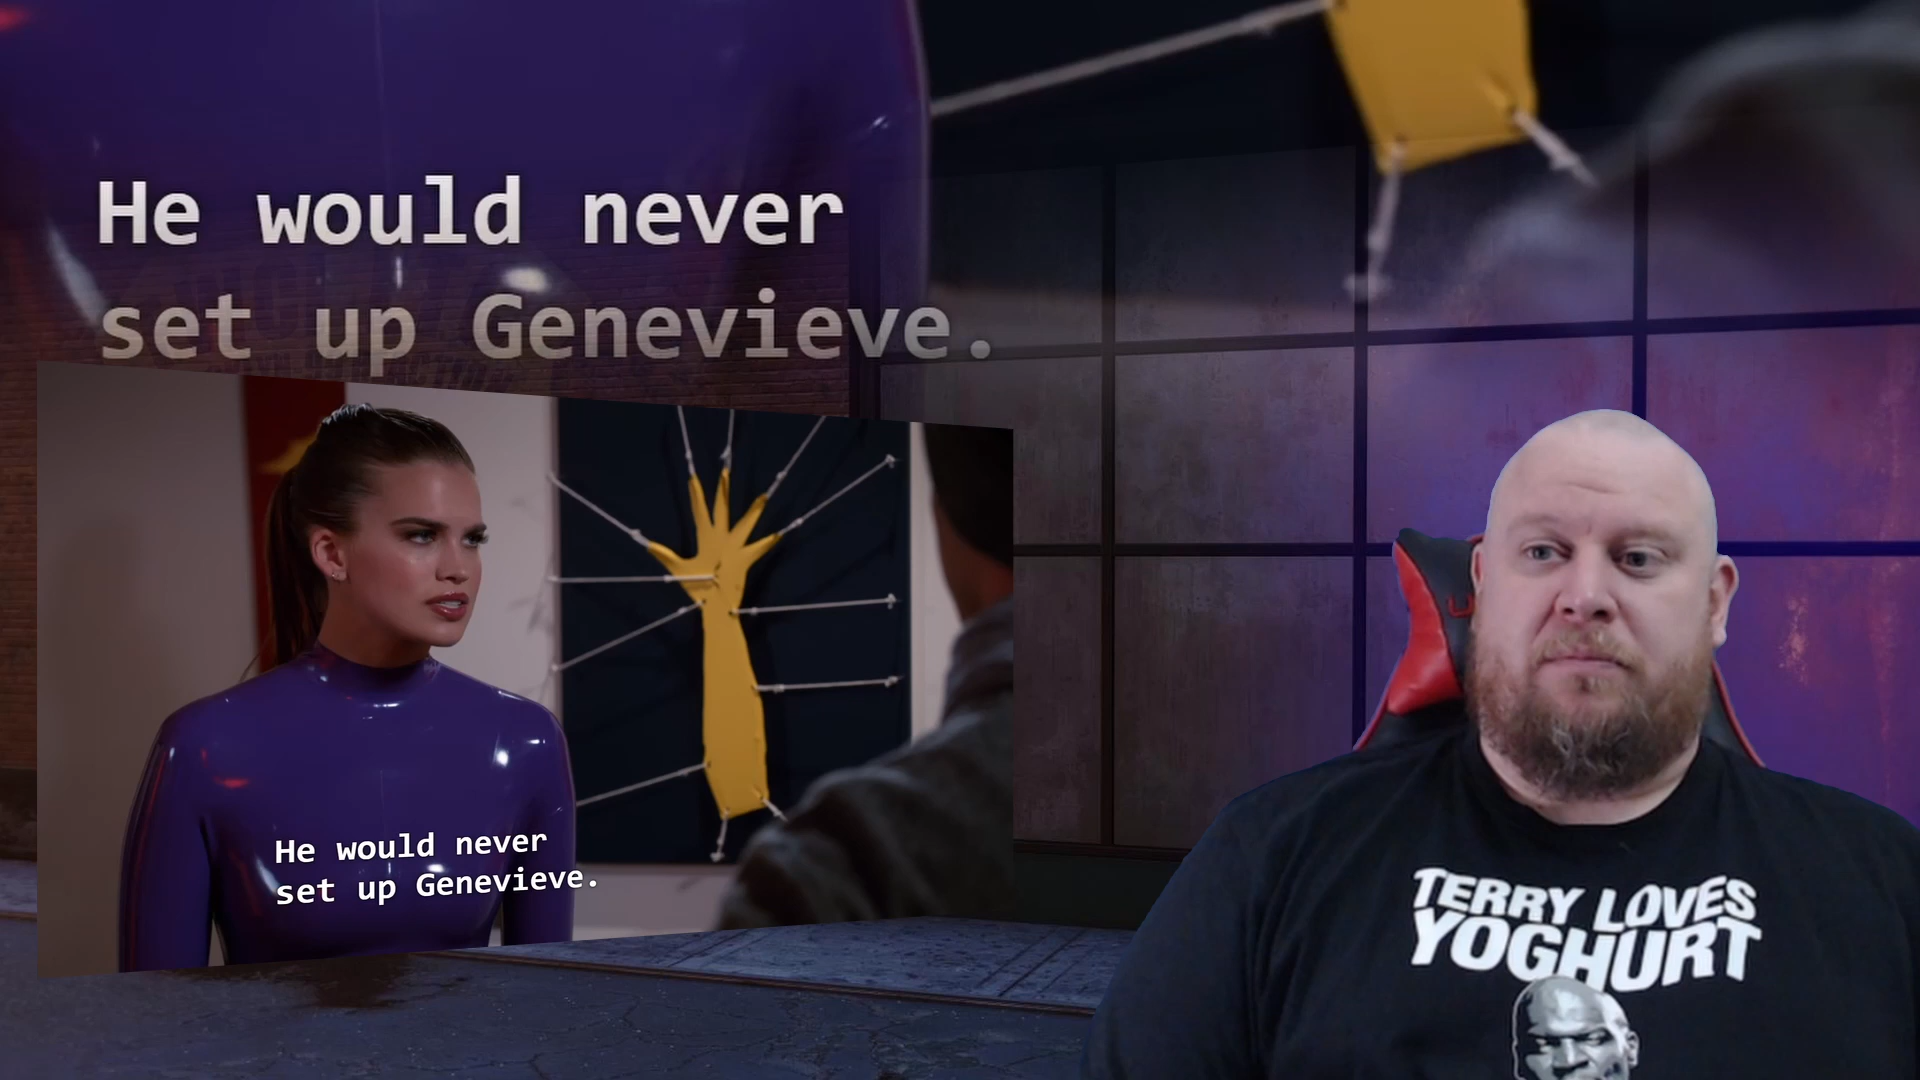 He would never
set up Genevieve.
He would never
set up Genevieve.
TERRY LOVES
YOGHURT